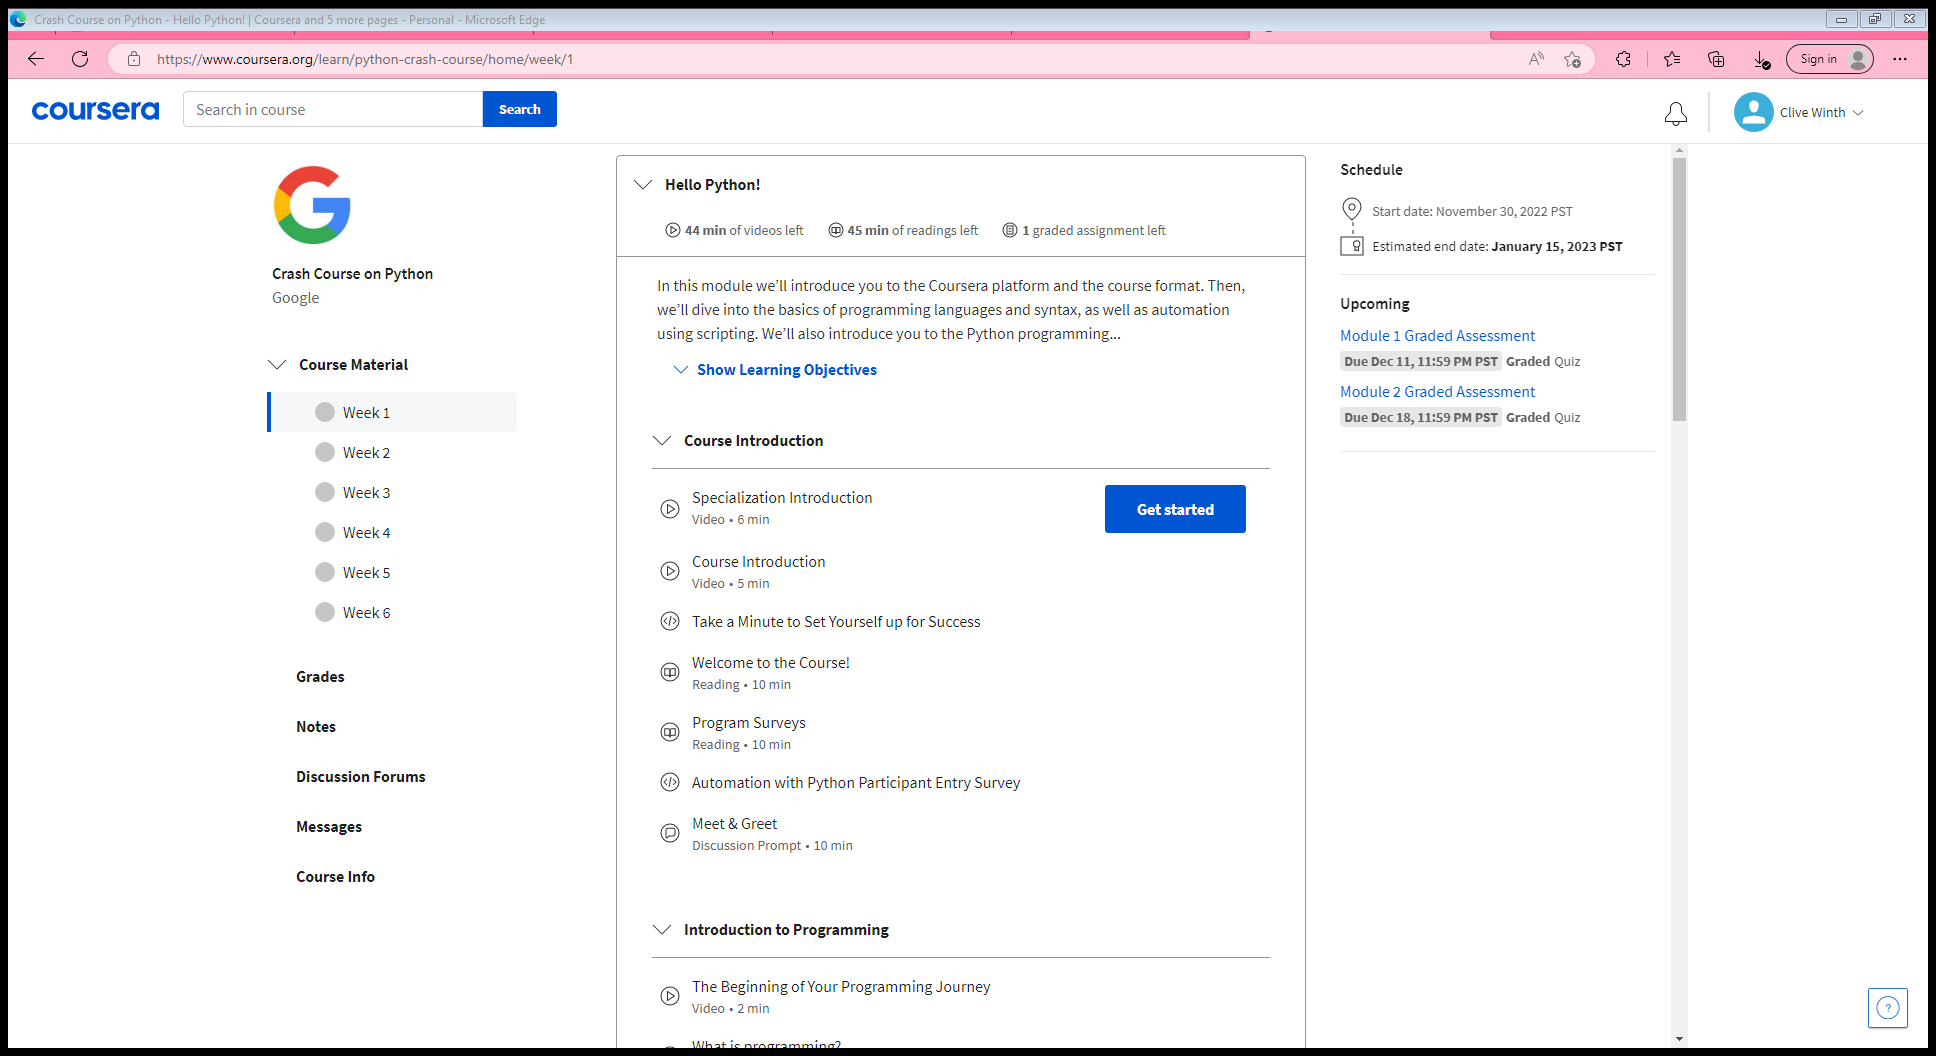 Crash Course on Python - Hello Python! | Coursera and 5 more pages - Personal - Microsoft Edge
https://www.coursera.org/learn/python-crash-course/home/week/1
Sign in
coursera
Search in course
Search
Clive Winth
Crash Course on Python
Google
Course Material
Week 1
Week 2
Week 3
Week 4
Week 5
Week 6
Grades
Notes
Discussion Forums
Messages
Course Info
Hello Python!
44 min of videos left
45 min of readings left
1 graded assignment left
In this module we’ll introduce you to the Coursera platform and the course format. Then,
we’ll dive into the basics of programming languages and syntax, as well as automation
using scripting. We’ll also introduce you to the Python programming...
Show Learning Objectives
Course Introduction
Specialization Introduction
Video • 6 min
Get started
Course Introduction
Video • 5 min
Take a Minute to Set Yourself up for Success
Welcome to the Course!
Reading • 10 min
Program Surveys
Reading • 10 min
Automation with Python Participant Entry Survey
Meet & Greet
Discussion Prompt • 10 min
Introduction to Programming
The Beginning of Your Programming Journey
Video • 2 min
What is programming?
Schedule
Start date: November 30, 2022 PST
Estimated end date: January 15, 2023 PST
Upcoming
Module 1 Graded Assessment
Due Dec 11, 11:59 PM PST Graded Quiz
Module 2 Graded Assessment
Due Dec 18, 11:59 PM PST Graded Quiz